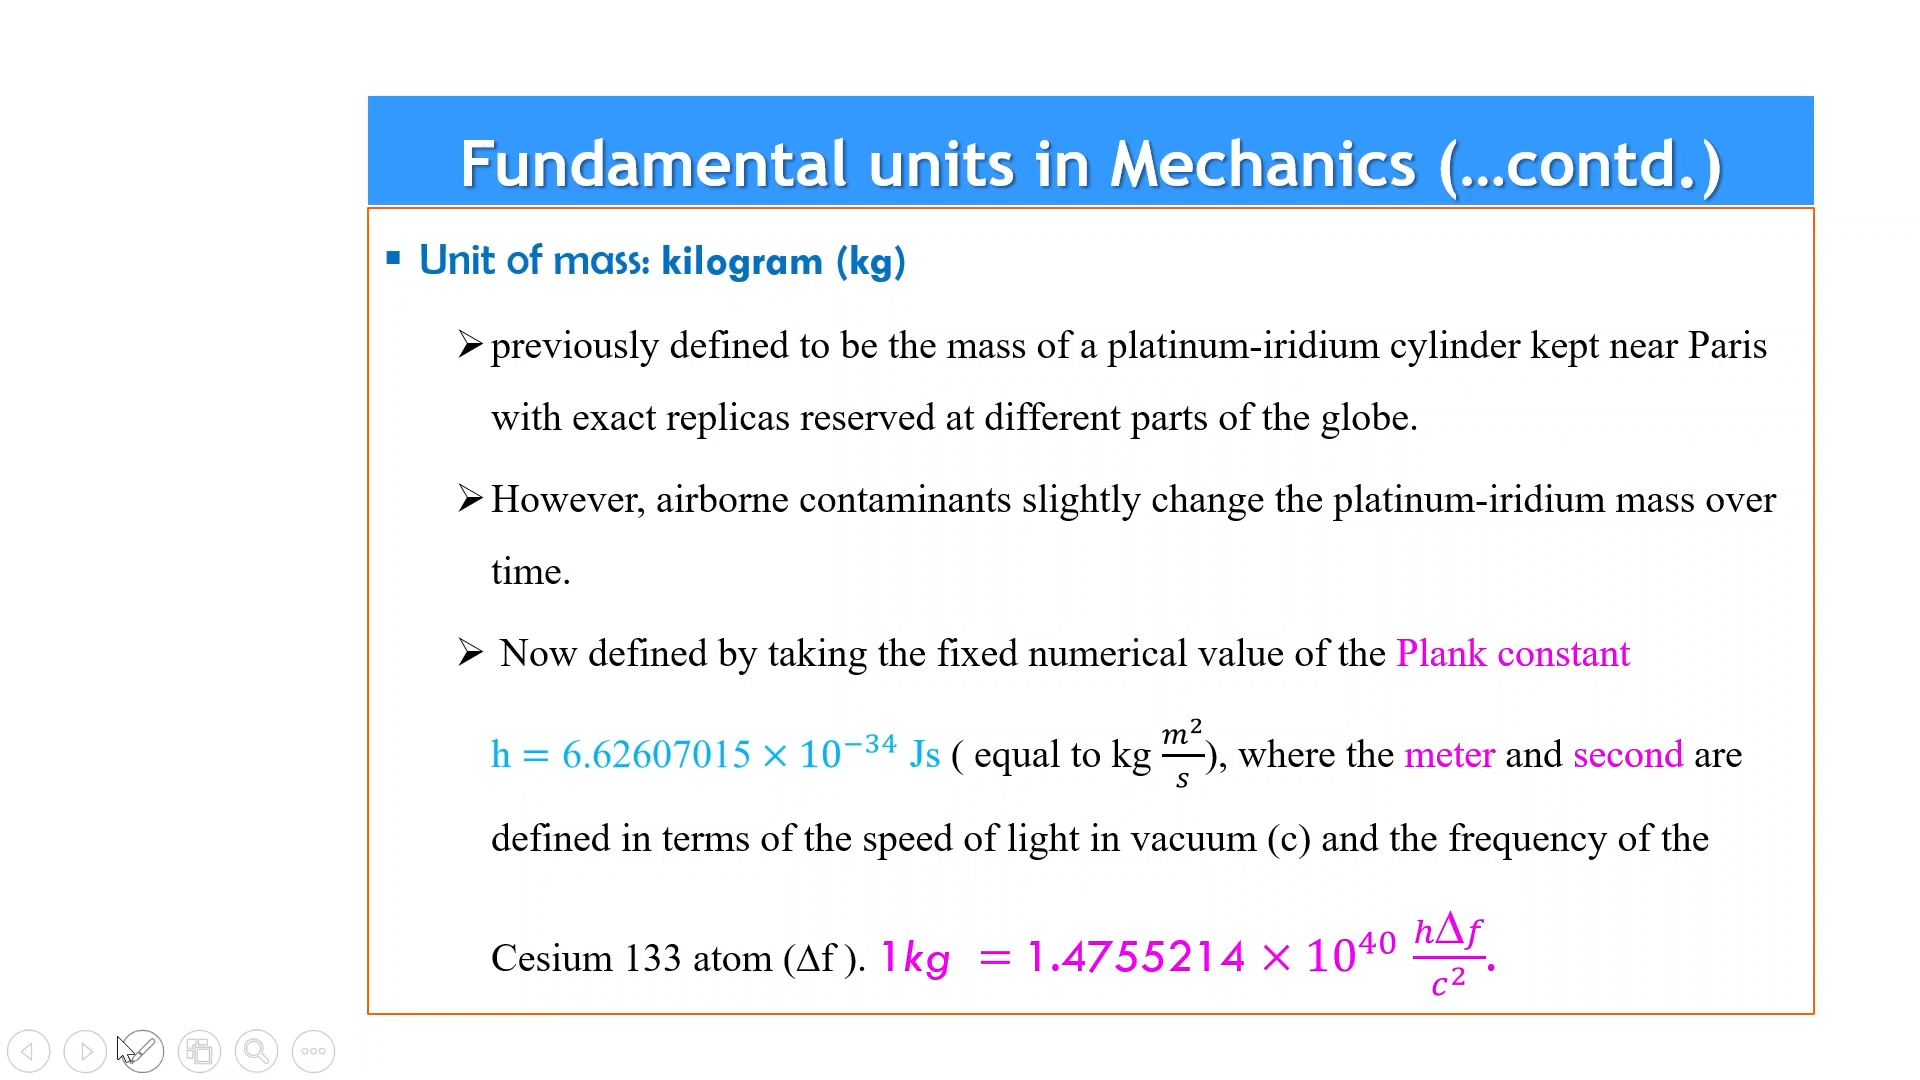 Fundamental units in Mechanics (...contd.)
▪ Unit of mass: kilogram (kg)
➢ previously defined to be the mass of a platinum-iridium cylinder kept near Paris
with exact replicas reserved at different parts of the globe.
➢ However, airborne contaminants slightly change the platinum-iridium mass over
time.
➢ Now defined by taking the fixed numerical value of the Plank constant
h = 6.62607015 × 10⁻³⁴ Js ( equal to kg m²/s), where the meter and second are
defined in terms of the speed of light in vacuum (c) and the frequency of the
Cesium 133 atom (Δf ). 1kg = 1.4755214 × 10⁴⁰ hΔf/c².